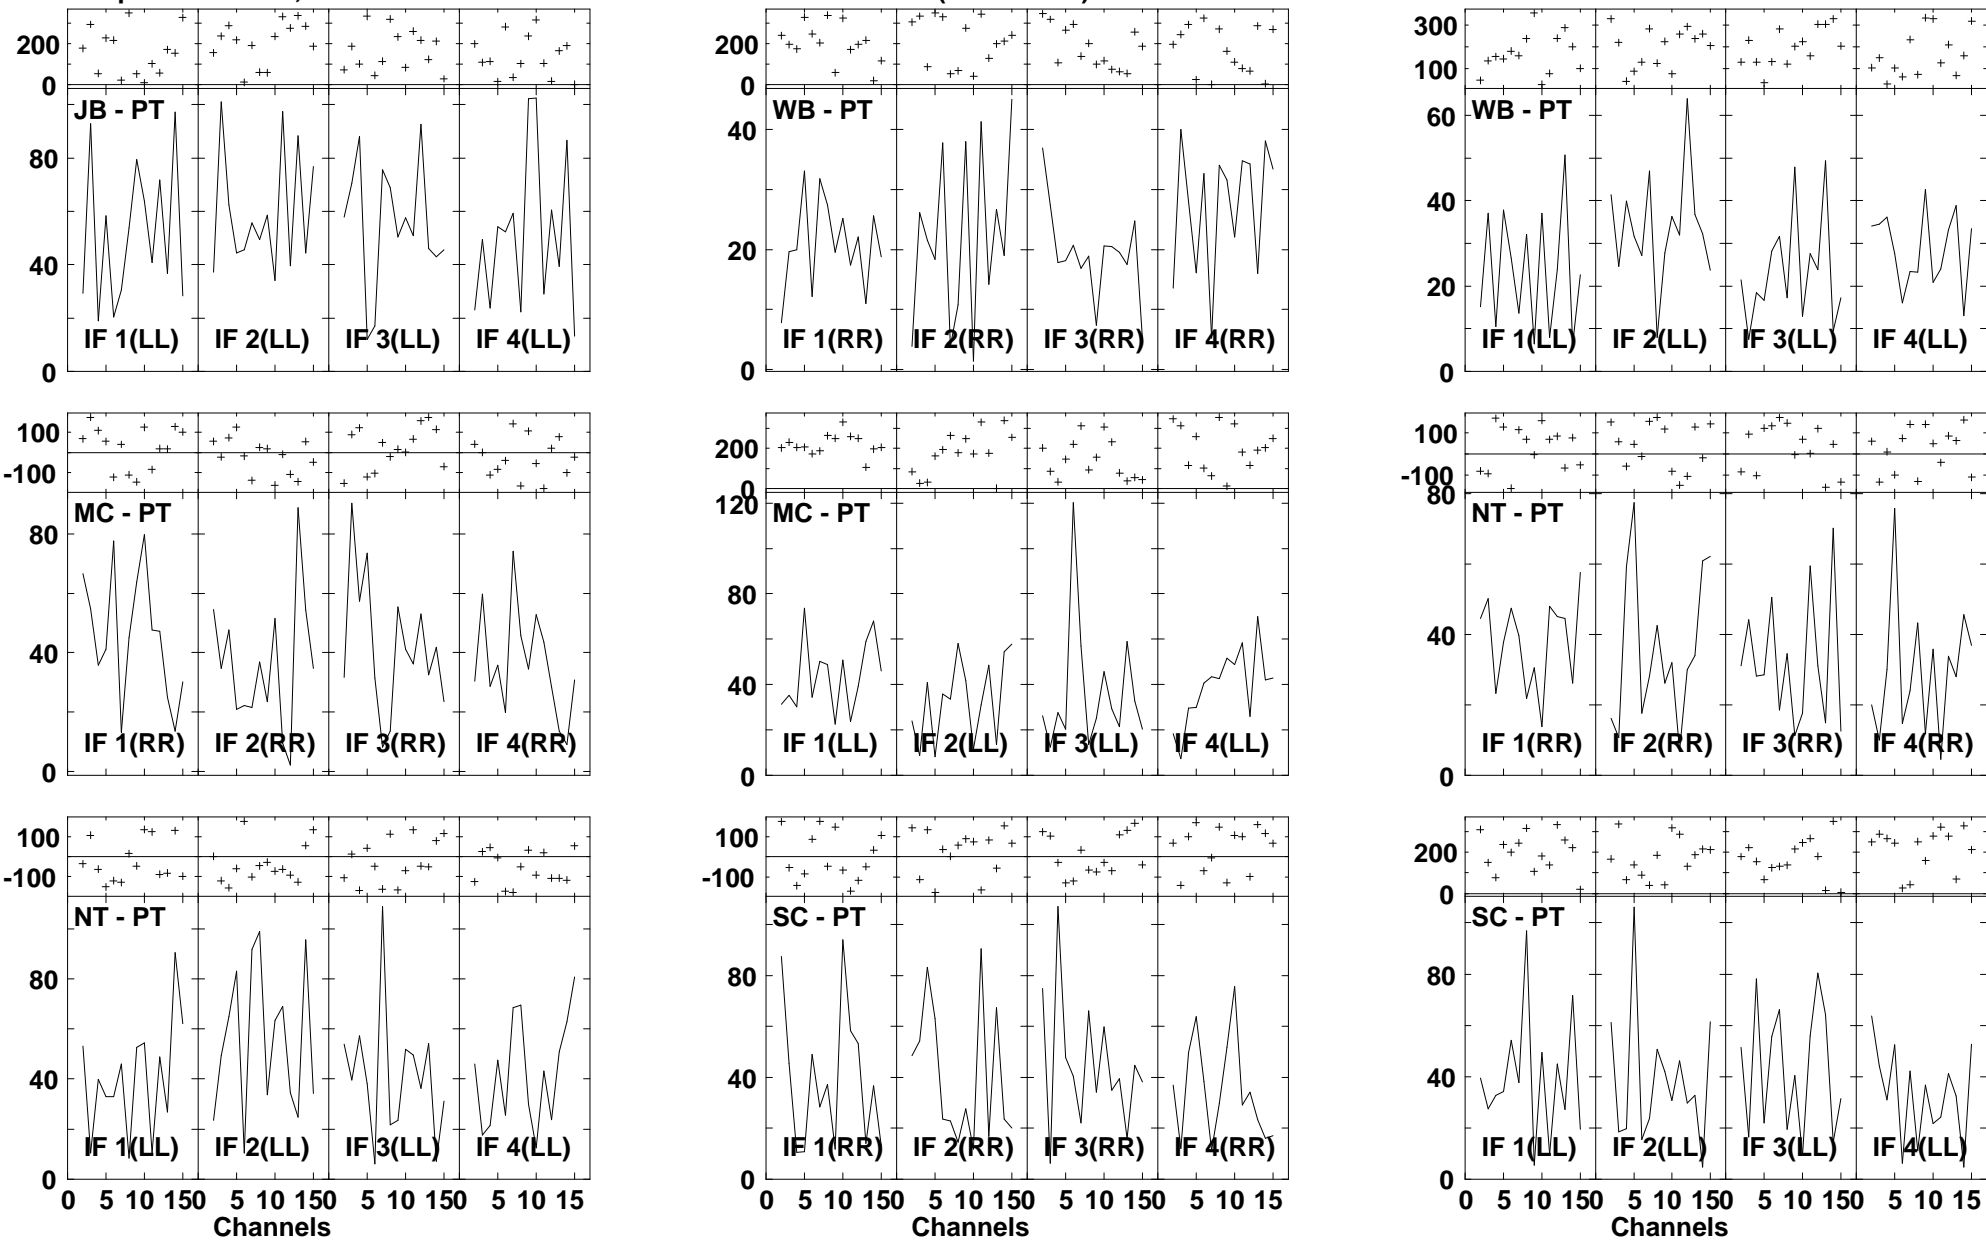 200 200 300
0 0 100
JB - PT WB - PT WB - PT
80 40 60
40 20 40
20
0 0 0
IF 1(LL) IF 2(LL) IF 3(LL) IF 4(LL) IF 1(RR) IF 2(RR) IF 3(RR) IF 4(RR) IF 1(LL) IF 2(LL) IF 3(LL) IF 4(LL)
100 200 100
-100 0 -100
MC - PT MC - PT NT - PT
80 120 80
40 80 40
0 40 0
0
IF 1(RR) IF 2(RR) IF 3(RR) IF 4(RR) IF 1(LL) IF 2(LL) IF 3(LL) IF 4(LL) IF 1(RR) IF 2(RR) IF 3(RR) IF 4(RR)
100 100 200
-100 -100 0
NT - PT SC - PT SC - PT
80 80 80
40 40 40
0 0 0
IF 1(LL) IF 2(LL) IF 3(LL) IF 4(LL) IF 1(RR) IF 2(RR) IF 3(RR) IF 4(RR) IF 1(LL) IF 2(LL) IF 3(LL) IF 4(LL)
0 5 10 150 5 10 150 5 10 150 5 10 15 0 5 10 150 5 10 150 5 10 150 5 10 15 0 5 10 150 5 10 150 5 10 150 5 10 15
Channels Channels Channels